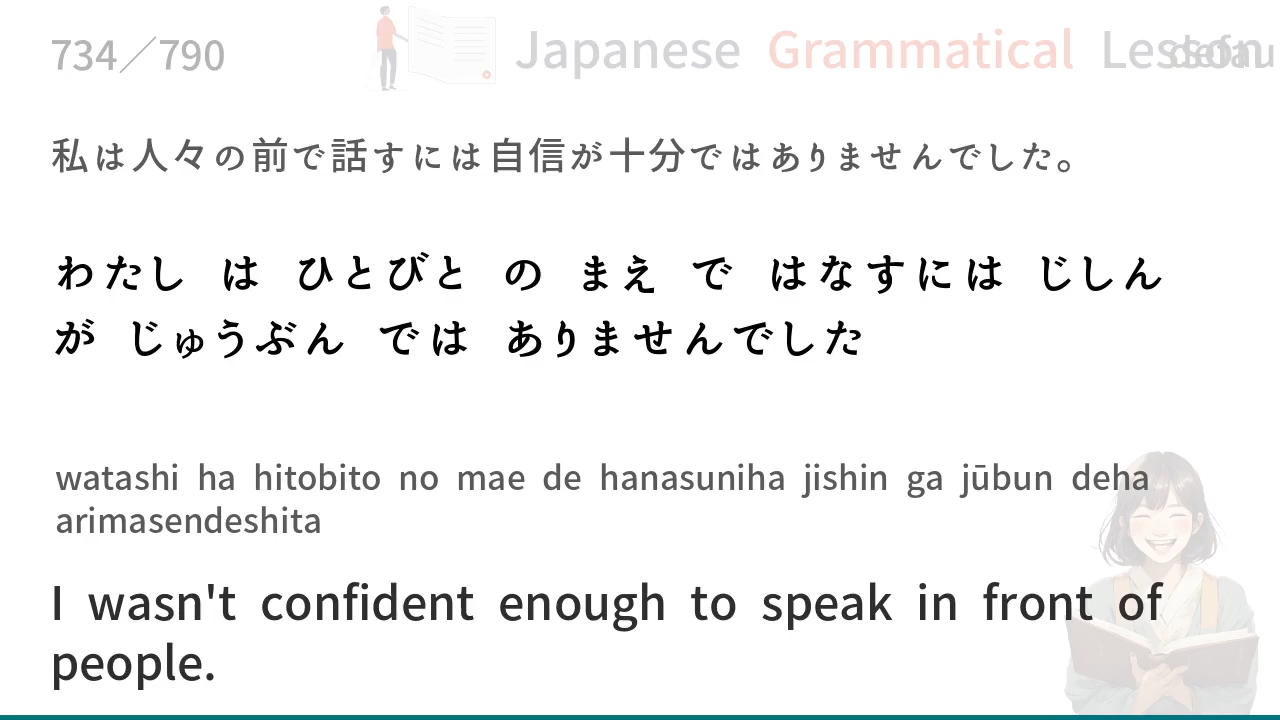 734／790
Japanese Grammatical Lesson
defau
私は人々の前で話すには自信が十分ではありませんでした。
わたし は ひとびと の まえ で はなすには じしん
が じゅうぶん では ありませんでした
watashi ha hitobito no mae de hanasuniha jishin ga jūbun deha
arimasendeshita
I wasn't confident enough to speak in front of
people.